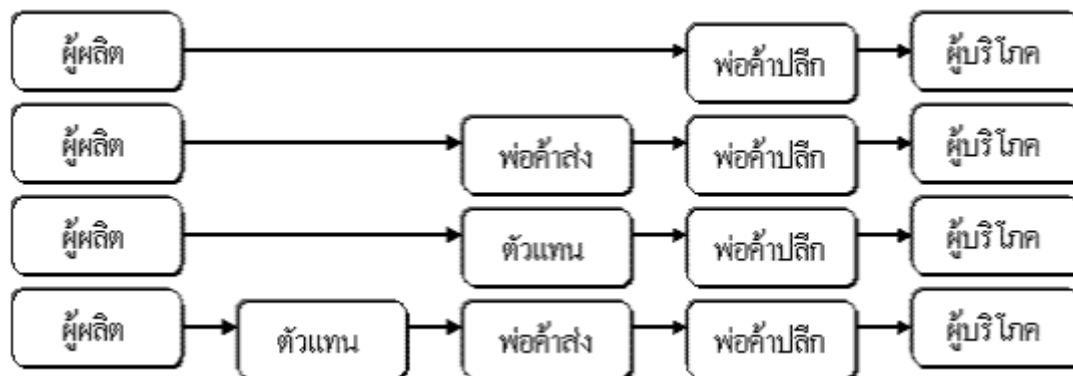 ผู้ผลิต พ่อค้าปลีก ผู้บริโภค
ผู้ผลิต พ่อค้าส่ง พ่อค้าปลีก ผู้บริโภค
ผู้ผลิต ตัวแทน พ่อค้าปลีก ผู้บริโภค
ผู้ผลิต ตัวแทน พ่อค้าส่ง พ่อค้าปลีก ผู้บริโภค